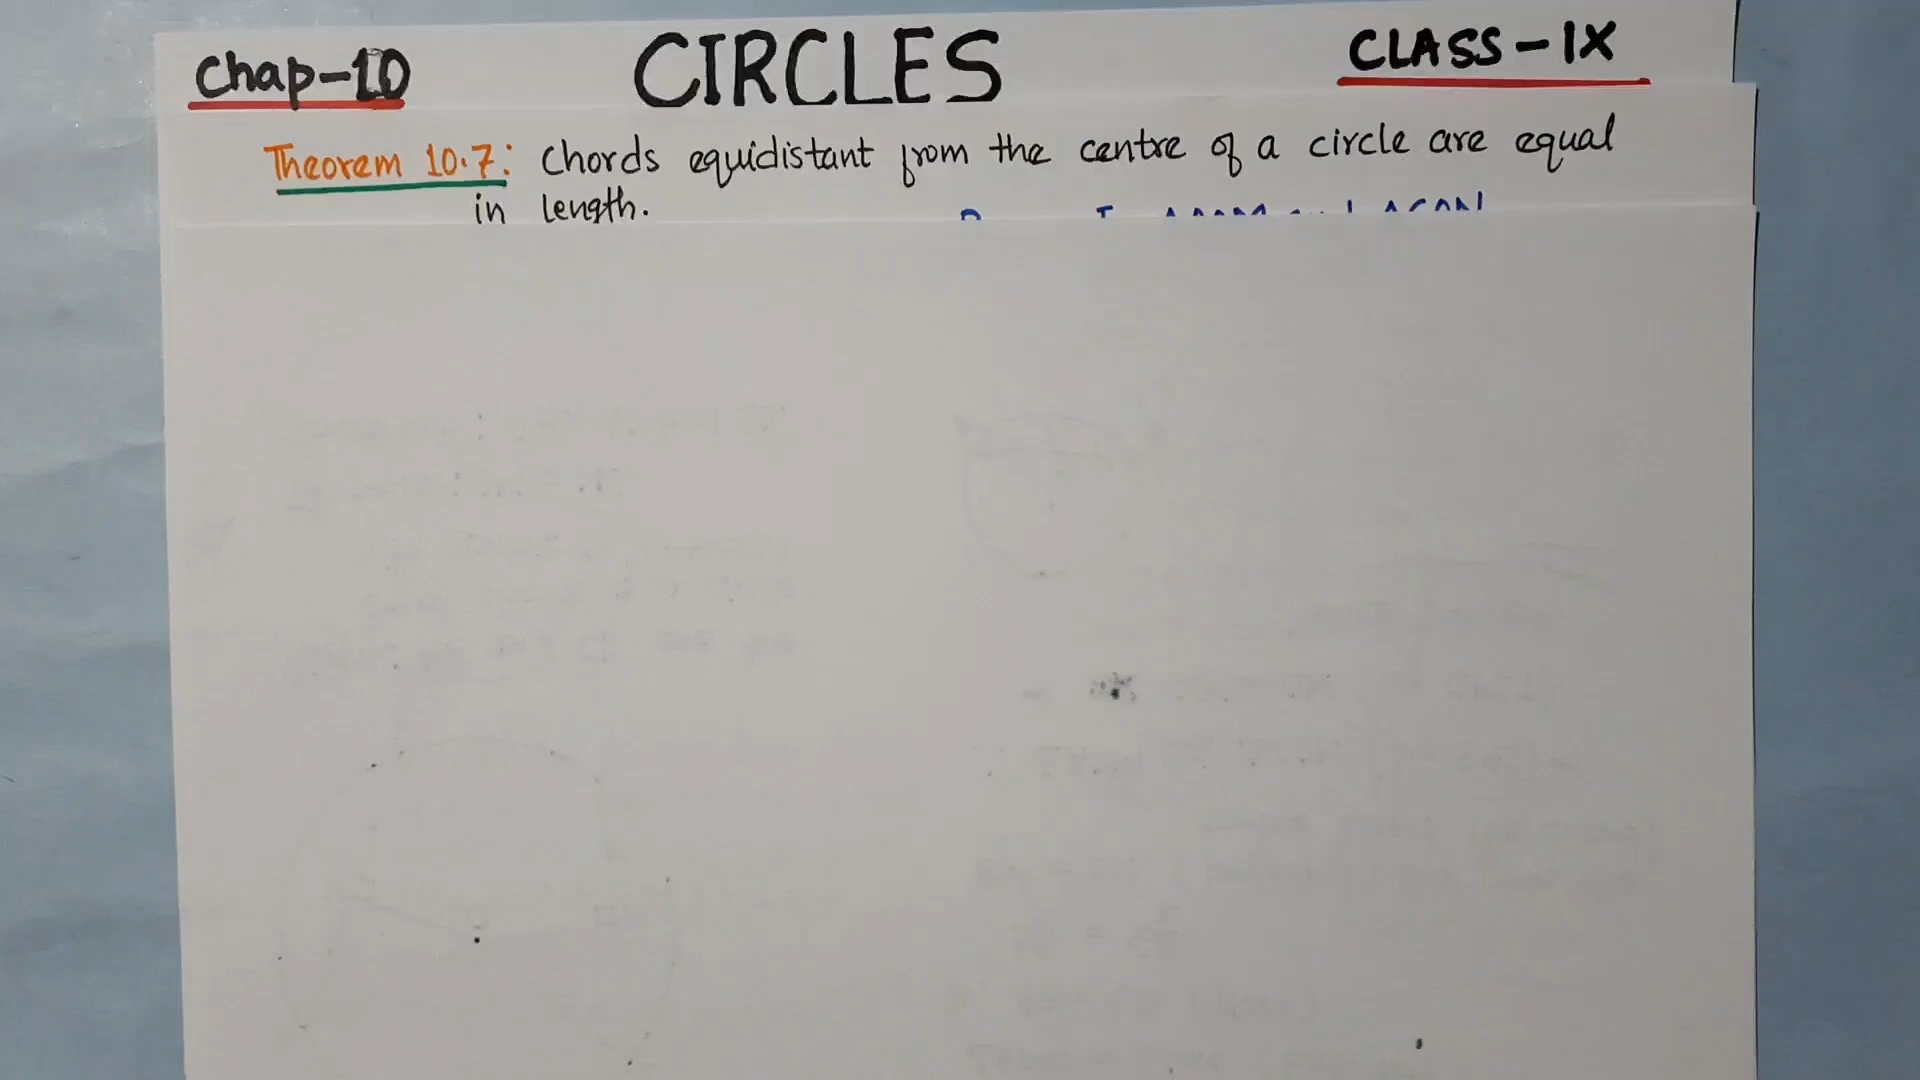 Chap-10 CIRCLES CLASS-IX
Theorem 10.7: Chords equidistant from the centre of a circle are equal
in length.